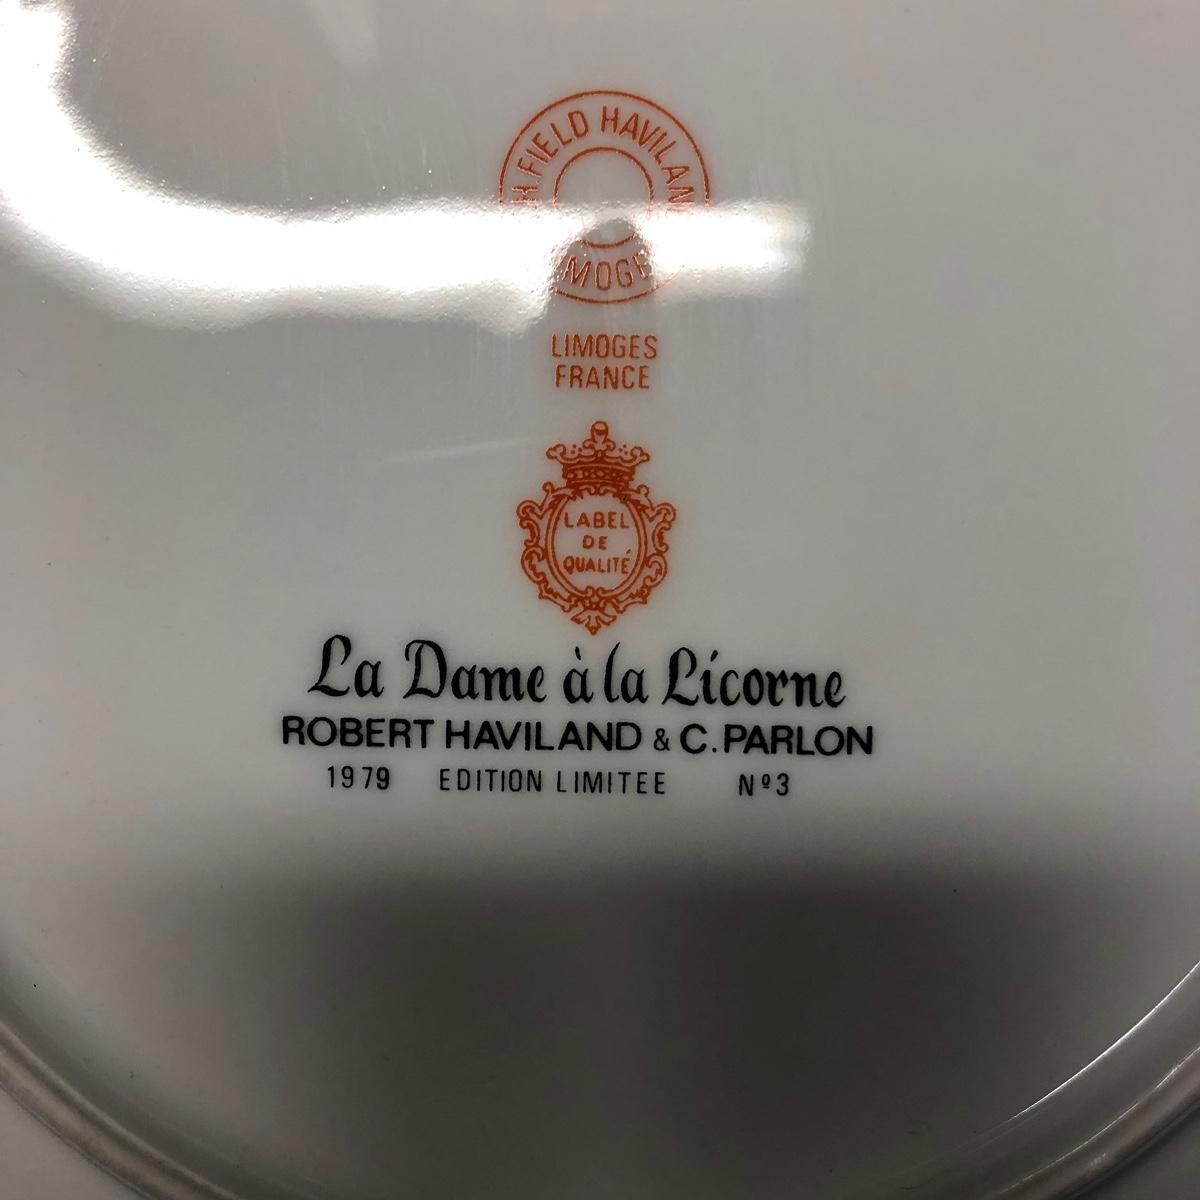 H.FIELD HAVILAN
MOGE
LIMOGES
FRANCE
LABEL
DE
QUALITÉ
La Dame à la Licorne
ROBERT HAVILAND & C. PARLON
1979 EDITION LIMITEE Nº3